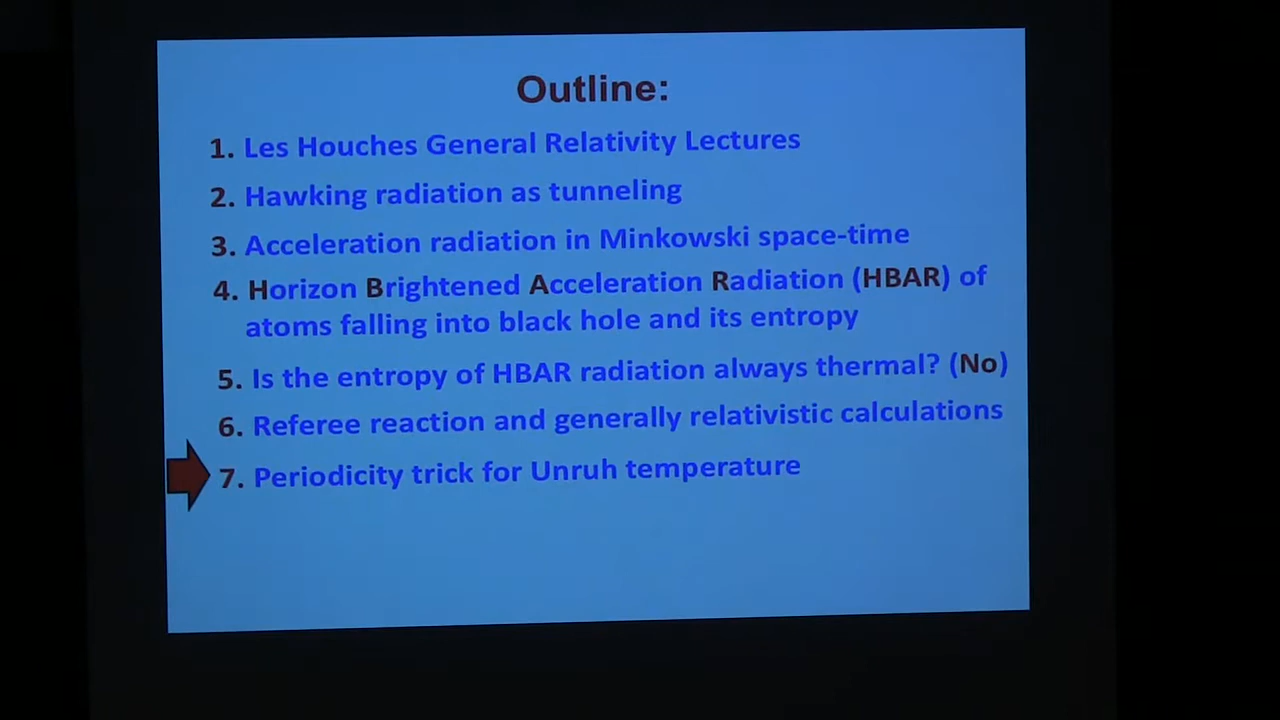 Outline:
1. Les Houches General Relativity Lectures
2. Hawking radiation as tunneling
3. Acceleration radiation in Minkowski space-time
4. Horizon Brightened Acceleration Radiation (HBAR) of
atoms falling into black hole and its entropy
5. Is the entropy of HBAR radiation always thermal? (No)
6. Referee reaction and generally relativistic calculations
7. Periodicity trick for Unruh temperature